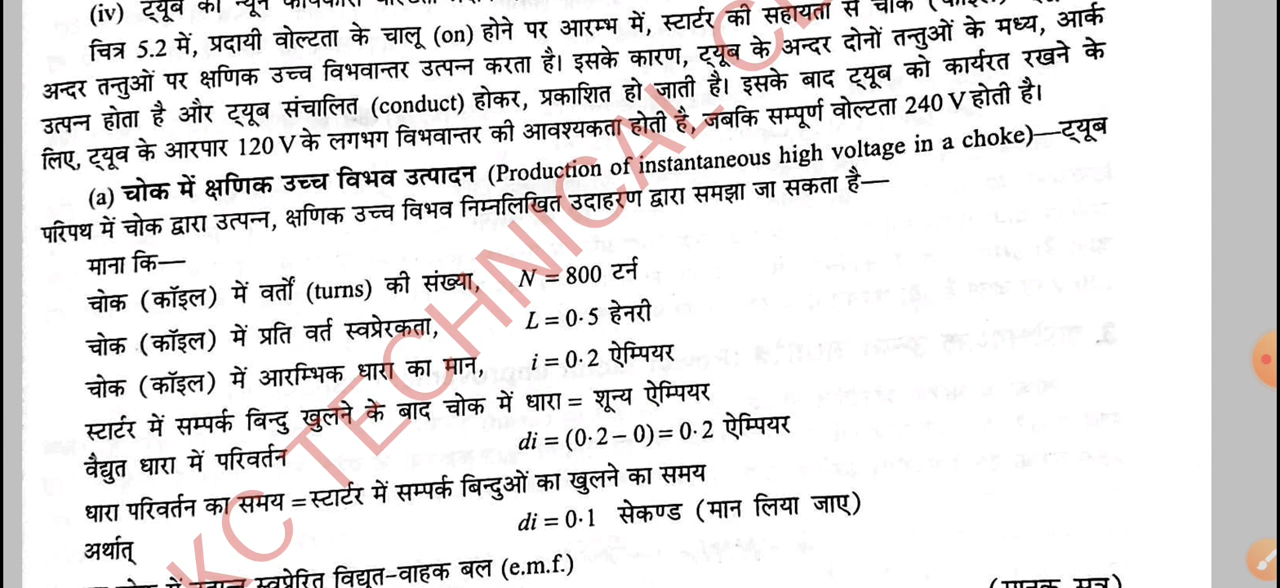 (iv) ट्यूब की न्यून
चित्र 5.2 में, प्रदायी वोल्टता के चालू (on) होने पर आरम्भ में, स्टार्टर की सहायता से चोक
अन्दर तन्तुओं पर क्षणिक उच्च विभवान्तर उत्पन्न करता है। इसके कारण, ट्यूब के अन्दर दोनों तन्तुओं के मध्य, आर्क
उत्पन्न होता है और ट्यूब संचालित (conduct) होकर, प्रकाशित हो जाती है। इसके बाद ट्यूब को कार्यरत रखने के
लिए, ट्यूब के आरपार 120 V के लगभग विभवान्तर की आवश्यकता होती है, जबकि सम्पूर्ण वोल्टता 240 V होती है।
(a) चोक में क्षणिक उच्च विभव उत्पादन (Production of instantaneous high voltage in a choke)—ट्यूब
परिपथ में चोक द्वारा उत्पन्न, क्षणिक उच्च विभव निम्नलिखित उदाहरण द्वारा समझा जा सकता है—
माना कि—
चोक (कॉइल) में वर्तों (turns) की संख्या, N = 800 टर्न
चोक (कॉइल) में प्रति वर्त स्वप्रेरकता, L = 0·5 हेनरी
चोक (कॉइल) में आरम्भिक धारा का मान, i = 0·2 ऐम्पियर
स्टार्टर में सम्पर्क बिन्दु खुलने के बाद चोक में धारा = शून्य ऐम्पियर
वैद्युत धारा में परिवर्तन di = (0·2 – 0) = 0·2 ऐम्पियर
धारा परिवर्तन का समय = स्टार्टर में सम्पर्क बिन्दुओं का खुलने का समय
अर्थात् di = 0·1 सेकण्ड (मान लिया जाए)
चोक में स्वप्रेरित विद्युत-वाहक बल (e.m.f.)
KC TECHNICAL